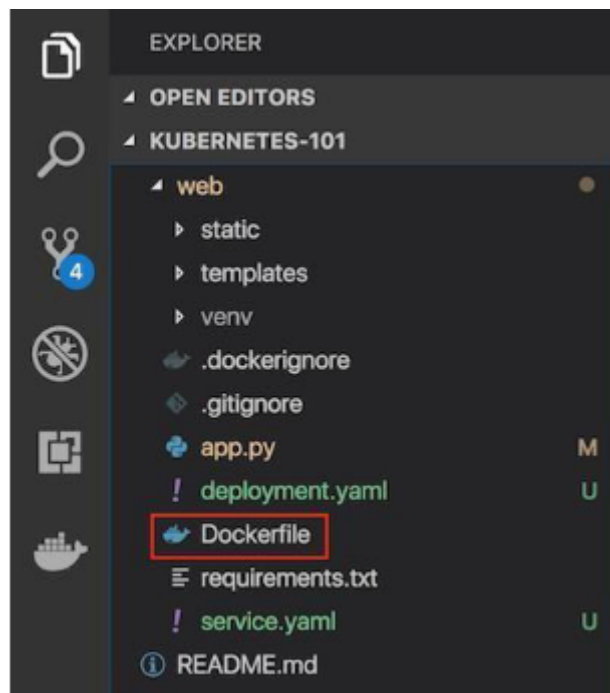 EXPLORER
OPEN EDITORS
KUBERNETES-101
web
static
templates
4
venv
.dockerignore
.gitignore
app.py M
deployment.yaml U
Dockerfile
requirements.txt
service.yaml U
README.md